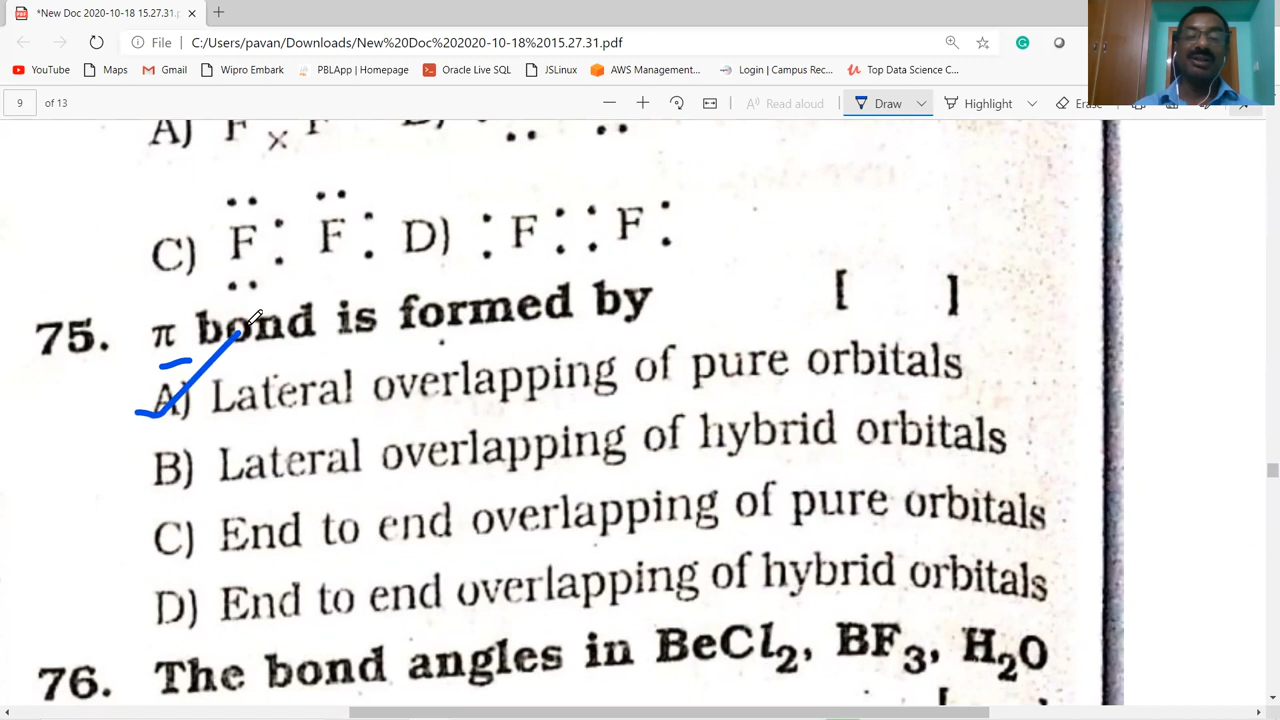 *New Doc 2020-10-18 15.27.31.p
File C:/Users/pavan/Downloads/New%20Doc%202020-10-18%2015.27.31.pdf
YouTube Maps Gmail Wipro Embark PBLApp | Homepage Oracle Live SQL JSLinux AWS Management... Login | Campus Rec... Top Data Science C...
9 of 13 Read aloud Draw Highlight Erase
A) F × F
C) F : F : D) : F : : F :
75. π bond is formed by [ ]
A) Lateral overlapping of pure orbitals
B) Lateral overlapping of hybrid orbitals
C) End to end overlapping of pure orbitals
D) End to end overlapping of hybrid orbitals
76. The bond angles in BeCl₂, BF₃, H₂O